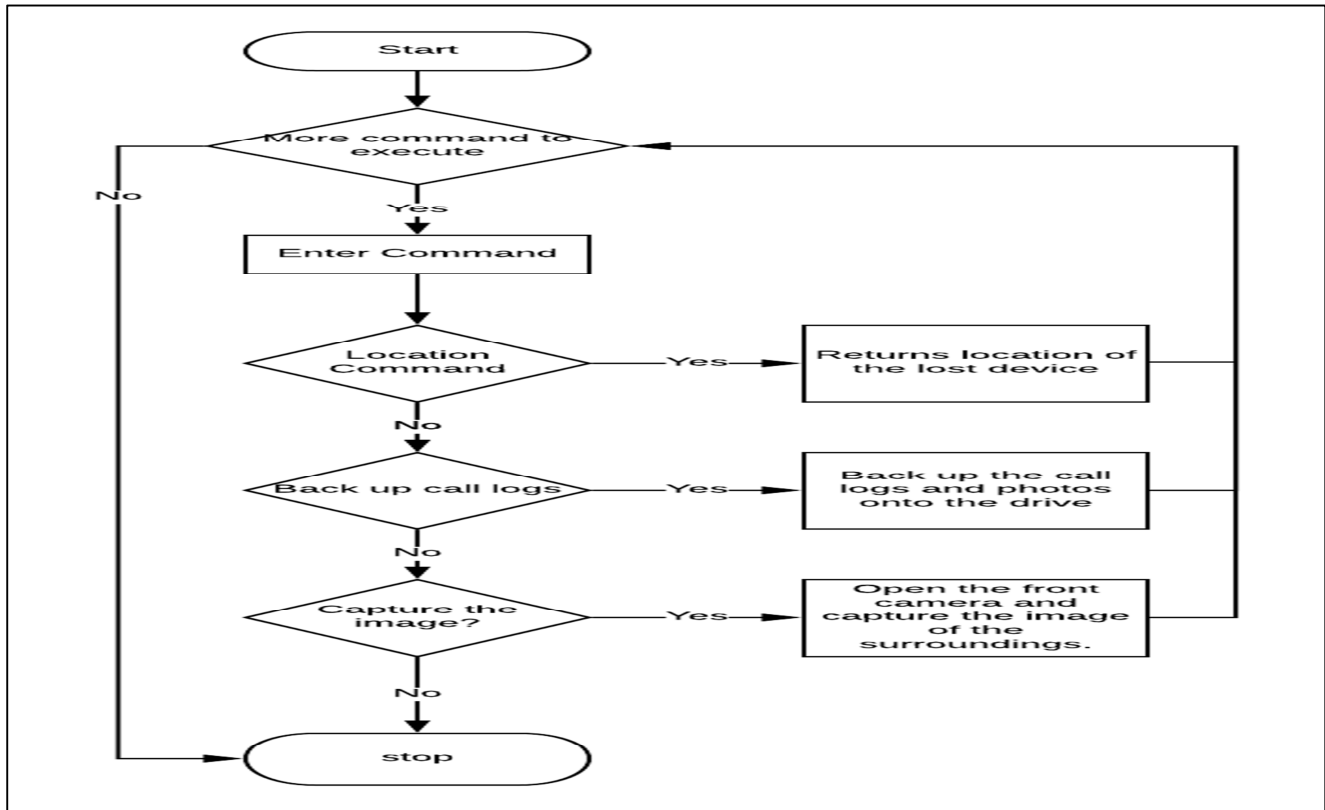 Start
More command to
execute
No
Yes
Enter Command
Location
Command
Yes
Returns location of
the lost device
No
Back up call logs
Yes
Back up the call
logs and photos
onto the drive
No
Capture the
image?
Yes
Open the front
camera and
capture the image
of the
surroundings.
No
stop